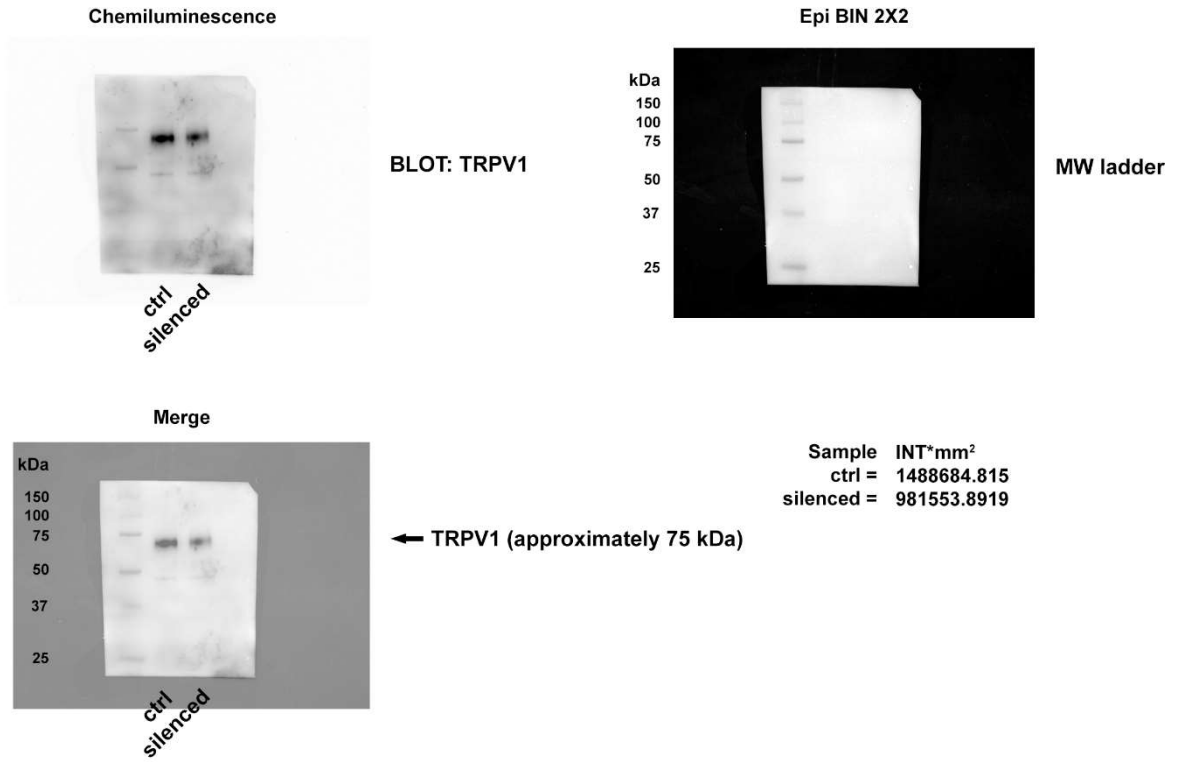 Chemiluminescence
BLOT: TRPV1
ctrl
silenced
Epi BIN 2X2
kDa
150
100
75
50
37
25
MW ladder
Merge
kDa
150
100
75
50
37
25
ctrl
silenced
← TRPV1 (approximately 75 kDa)
Sample INT*mm²
ctrl = 1488684.815
silenced = 981553.8919